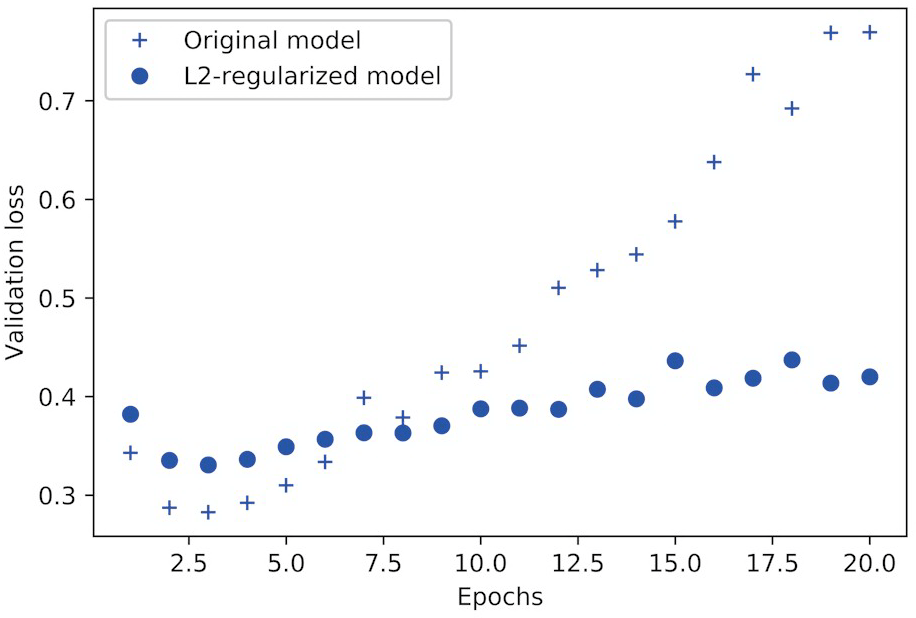 Original model
L2-regularized model
0.7
0.6
0.5
0.4
0.3
Validation loss
2.5 5.0 7.5 10.0 12.5 15.0 17.5 20.0
Epochs